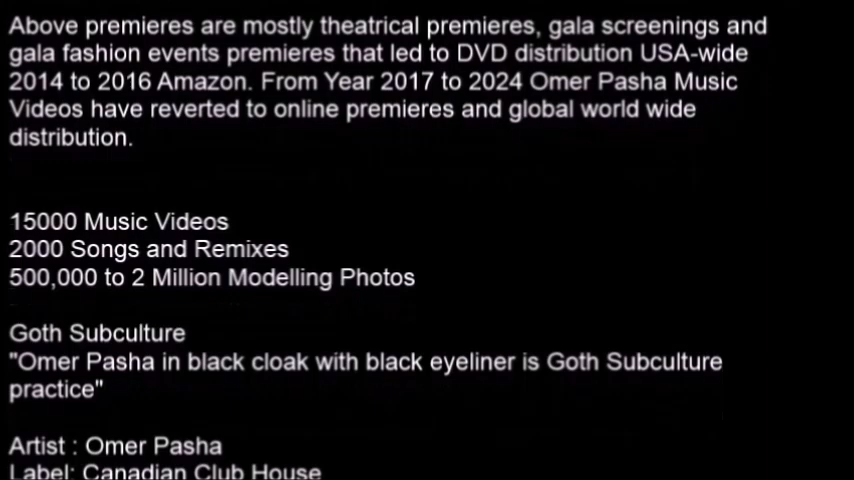 Above premieres are mostly theatrical premieres, gala screenings and
gala fashion events premieres that led to DVD distribution USA-wide
2014 to 2016 Amazon. From Year 2017 to 2024 Omer Pasha Music
Videos have reverted to online premieres and global world wide
distribution.
15000 Music Videos
2000 Songs and Remixes
500,000 to 2 Million Modelling Photos
Goth Subculture
"Omer Pasha in black cloak with black eyeliner is Goth Subculture
practice"
Artist : Omer Pasha
Label: Canadian Club House